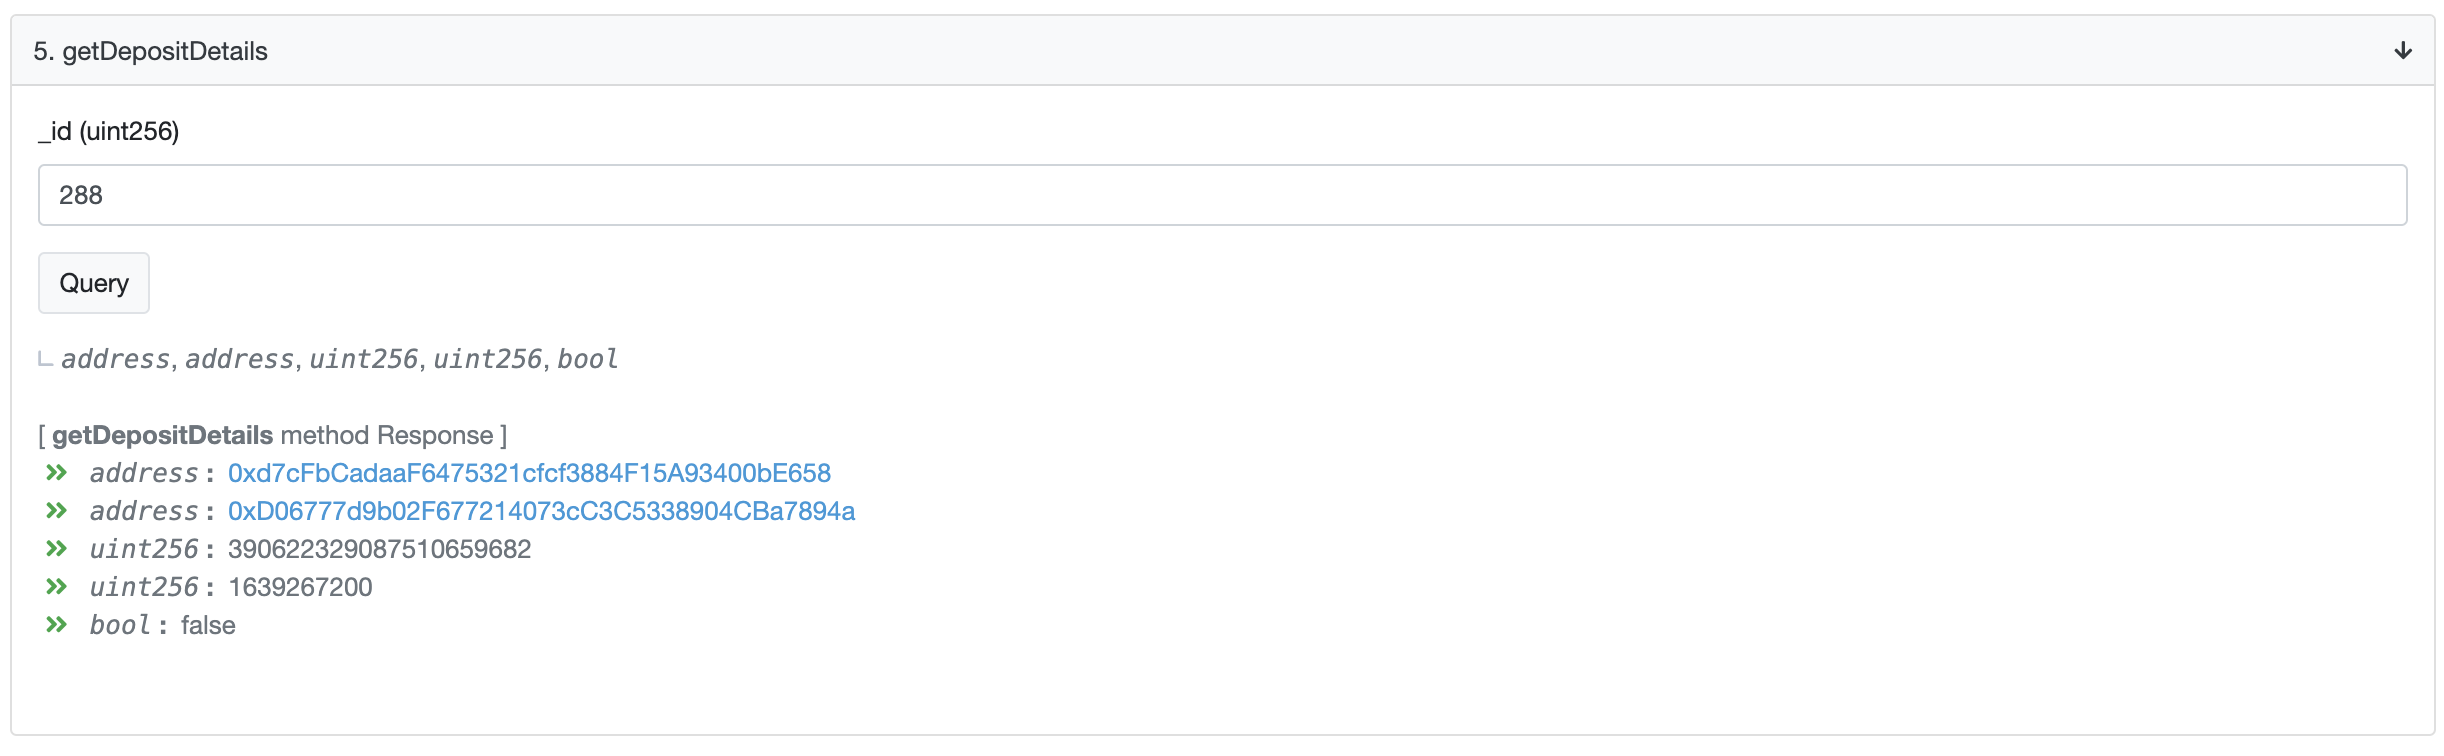 5. getDepositDetails
_id (uint256)
288
Query
address, address, uint256, uint256, bool
[ getDepositDetails method Response ]
address : 0xd7cFbCadaaF6475321cfcf3884F15A93400bE658
address : 0xD06777d9b02F677214073cC3C5338904CBa7894a
uint256 : 390622329087510659682
uint256 : 1639267200
bool : false